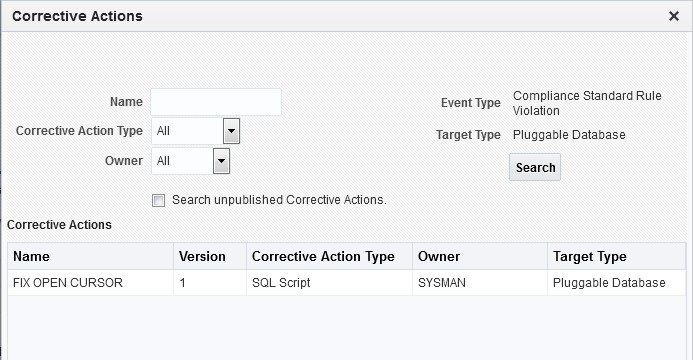 Corrective Actions
Name
Corrective Action Type All
Owner All
Event Type Compliance Standard Rule
Violation
Target Type Pluggable Database
Search
Search unpublished Corrective Actions.
Corrective Actions
Name Version Corrective Action Type Owner Target Type
FIX OPEN CURSOR 1 SQL Script SYSMAN Pluggable Database